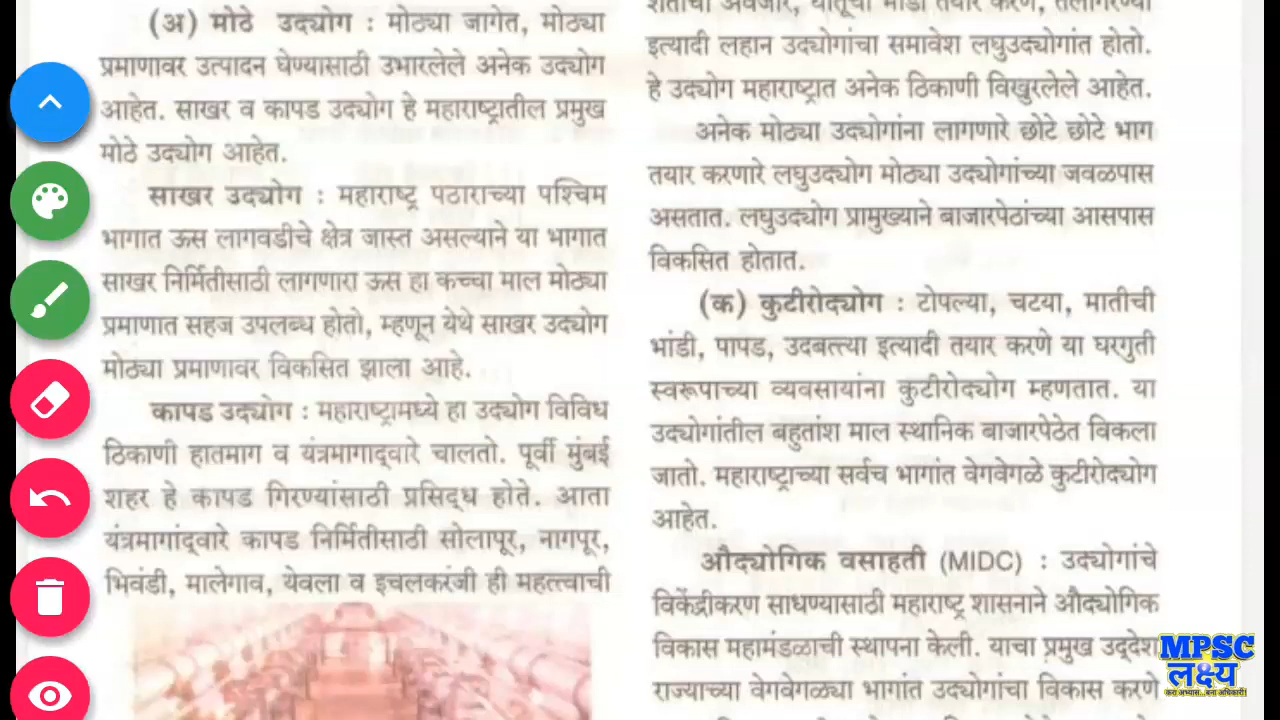 (अ) मोठे उद्योग : मोठ्या जागेत, मोठ्या
प्रमाणावर उत्पादन घेण्यासाठी उभारलेले अनेक उद्योग
आहेत. साखर व कापड उद्योग हे महाराष्ट्रातील प्रमुख
मोठे उद्योग आहेत.
साखर उद्योग : महाराष्ट्र पठाराच्या पश्चिम
भागात ऊस लागवडीचे क्षेत्र जास्त असल्याने या भागात
साखर निर्मितीसाठी लागणारा ऊस हा कच्चा माल मोठ्या
प्रमाणात सहज उपलब्ध होतो, म्हणून येथे साखर उद्योग
मोठ्या प्रमाणावर विकसित झाला आहे.
कापड उद्योग : महाराष्ट्रामध्ये हा उद्योग विविध
ठिकाणी हातमाग व यंत्रमागाद्वारे चालतो. पूर्वी मुंबई
शहर हे कापड गिरण्यांसाठी प्रसिद्ध होते. आता
यंत्रमागांद्वारे कापड निर्मितीसाठी सोलापूर, नागपूर,
भिवंडी, मालेगाव, येवला व इचलकरंजी ही महत्त्वाची
इत्यादी लहान उद्योगांचा समावेश लघुउद्योगांत होतो.
हे उद्योग महाराष्ट्रात अनेक ठिकाणी विखुरलेले आहेत.
अनेक मोठ्या उद्योगांना लागणारे छोटे छोटे भाग
तयार करणारे लघुउद्योग मोठ्या उद्योगांच्या जवळपास
असतात. लघुउद्योग प्रामुख्याने बाजारपेठांच्या आसपास
विकसित होतात.
(क) कुटीरोद्योग : टोपल्या, चटया, मातीची
भांडी, पापड, उदबत्त्या इत्यादी तयार करणे या घरगुती
स्वरूपाच्या व्यवसायांना कुटीरोद्योग म्हणतात. या
उद्योगांतील बहुतांश माल स्थानिक बाजारपेठेत विकला
जातो. महाराष्ट्राच्या सर्वच भागांत वेगवेगळे कुटीरोद्योग
आहेत.
औद्योगिक वसाहती (MIDC) : उद्योगांचे
विकेंद्रीकरण साधण्यासाठी महाराष्ट्र शासनाने औद्योगिक
विकास महामंडळाची स्थापना केली. याचा प्रमुख उद्देश
राज्याच्या वेगवेगळ्या भागांत उद्योगांचा विकास करणे
MPSC
लक्ष्य
करा अभ्यास...बना अधिकारी!